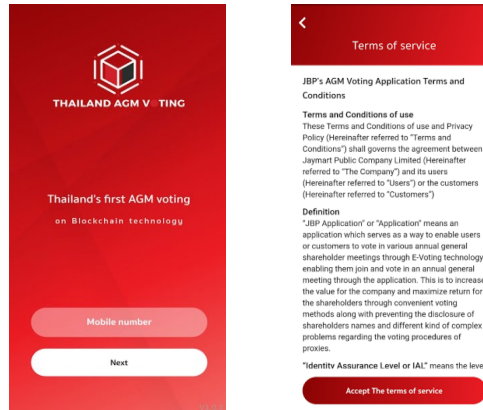 THAILAND AGM VOTING
Thailand's first AGM voting
on Blockchain technology
Mobile number
Next
Terms of service
JBP's AGM Voting Application Terms and
Conditions
Terms and Conditions of use
These Terms and Conditions of use and Privacy
Policy (Hereinafter referred to "Terms and
Conditions") shall governs the agreement between
Jaymart Public Company Limited (Hereinafter
referred to "The Company") and its users
(Hereinafter referred to "Users") or the customers
(Hereinafter referred to "Customers")
Definition
"JBP Application" or "Application" means an
application which serves as a way to enable users
or customers to vote in various annual general
shareholder meetings through E-Voting technology
enabling them join and vote in an annual general
meeting through the application. This is to increase
the value for the company and maximize return for
the shareholders through convenient voting
methods along with preventing the disclosure of
shareholders names and different kind of complex
problems regarding the voting procedures of
proxies.
"Identity Assurance Level or IAL" means the leve
Accept The terms of service